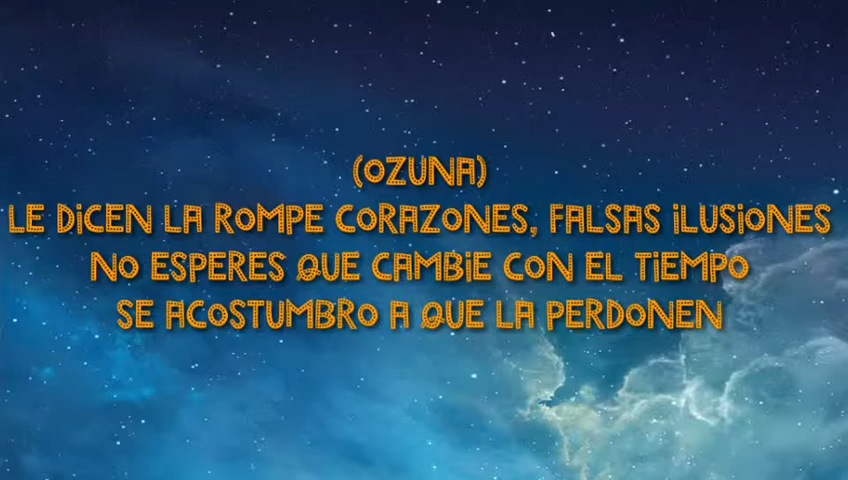 (OZUNA)
LE DiCEN LA ROMPE CORAZONES, FALSAS iLUSiONES
NO ESPERES QUE CAMBiE CON EL TiEMPO
SE ACOSTUMBRO A QUE LA PERDONEN